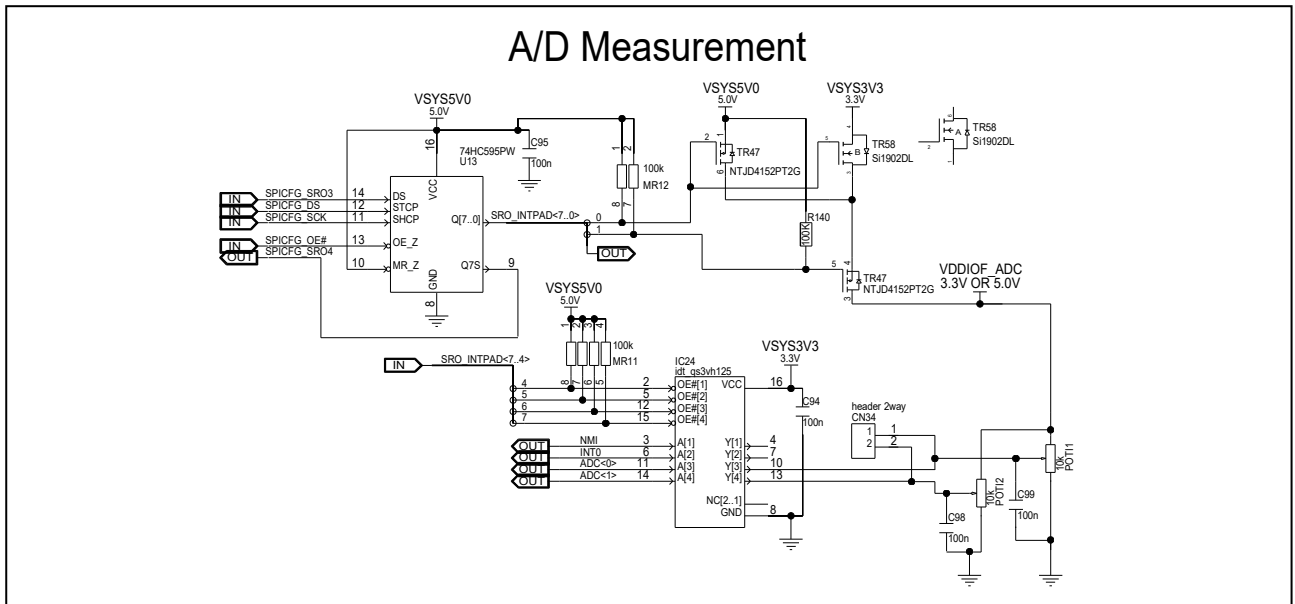 A/D Measurement
VSYS5V0
5.0V
16
74HC595PW
U13
VCC
C95
100n
IN SPICFG_SRO3 14 DS
IN SPICFG_DS 12 STCP
IN SPICFG_SCK 11 SHCP
IN SPICFG_OE# 13 OE_Z
OUT SPICFG_SRO4
10 MR_Z
Q[7..0]
Q7S 9
GND
8
SRO_INTPAD<7..0>
0
1
OUT
1 2
100k
MR12
8 7
VSYS5V0
5.0V
1
2
TR47
6
NTJD4152PT2G
R140
100K
VSYS3V3
3.3V
4
5
B
TR58
Si1902DL
3
6
A
TR58
2
Si1902DL
1
4
5
TR47
NTJD4152PT2G
3
VDDIOF_ADC
3.3V OR 5.0V
VSYS5V0
5.0V
1 2 3 4
100k
MR11
8 7 6 5
IN SRO_INTPAD<7..4>
IC24
idt_qs3vh125
4 2 OE#[1]
5 5 OE#[2]
6 12 OE#[3]
7 15 OE#[4]
OUT NMI 3 A[1]
OUT INT0 6 A[2]
OUT ADC<0> 11 A[3]
OUT ADC<1> 14 A[4]
VCC 16
Y[1] 4
Y[2] 7
Y[3] 10
Y[4] 13
NC[2..1]
GND 8
VSYS3V3
3.3V
C94
100n
header 2way
CN34
1 1
2 2
C98
100n
10k
POTI2
C99
100n
10k
POTI1